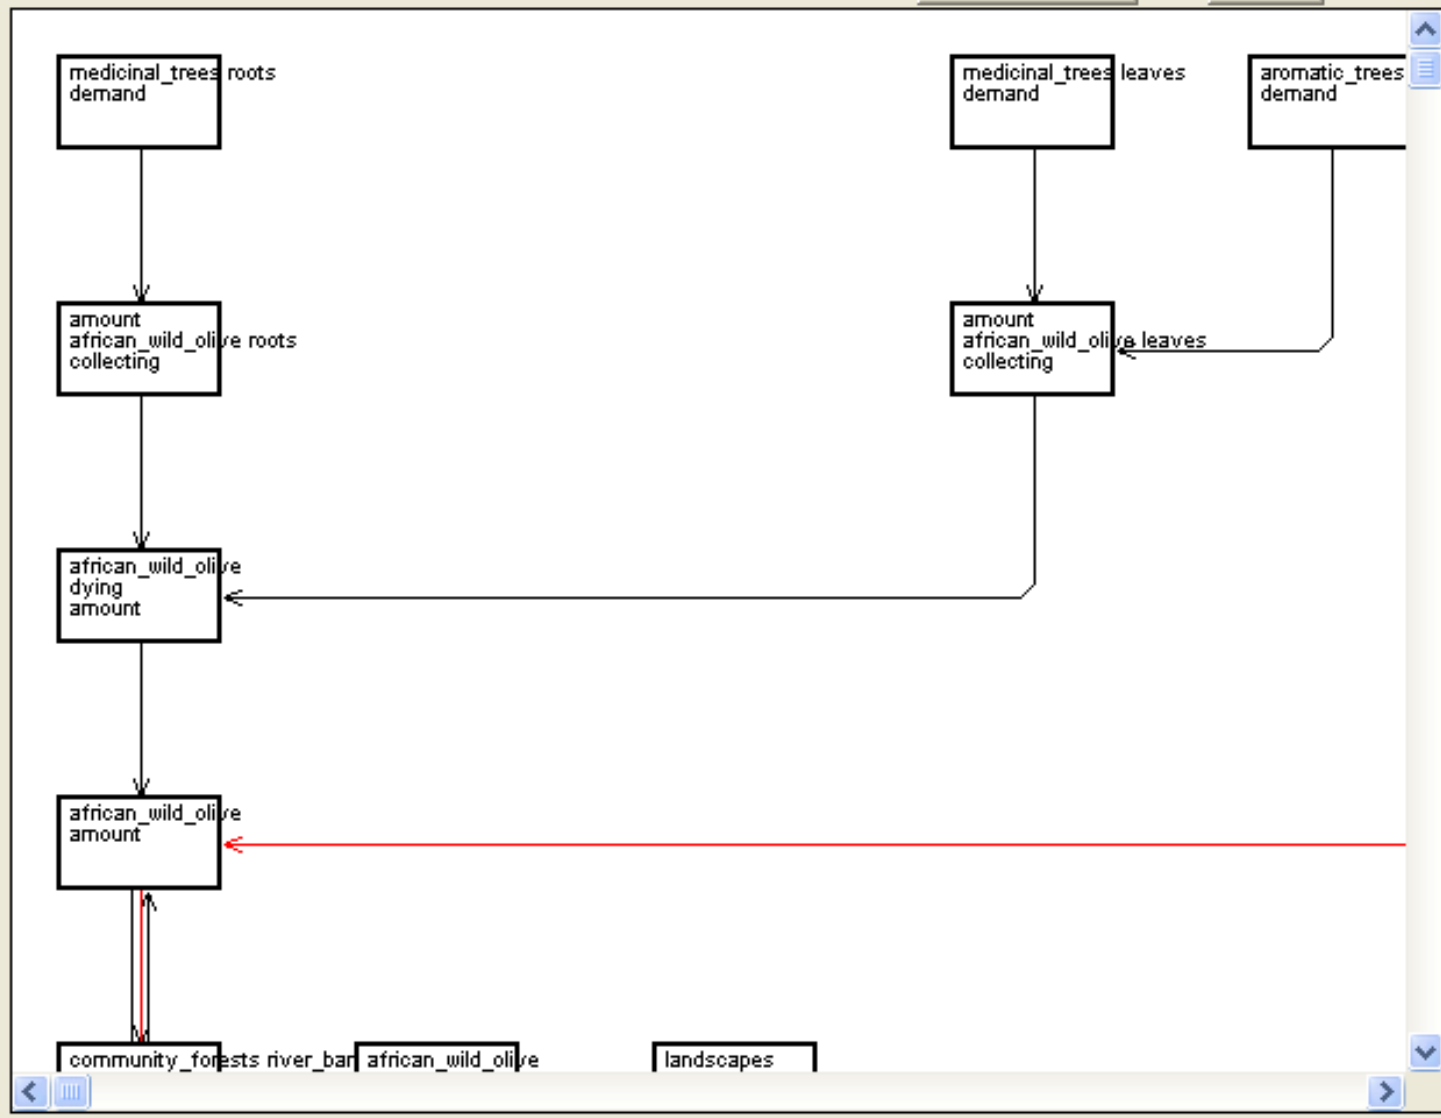 medicinal_trees roots
demand
medicinal_trees leaves
demand
aromatic_trees
demand
amount
african_wild_olive roots
collecting
amount
african_wild_olive leaves
collecting
african_wild_olive
dying
amount
african_wild_olive
amount
community_forests river_ban
african_wild_olive
landscapes